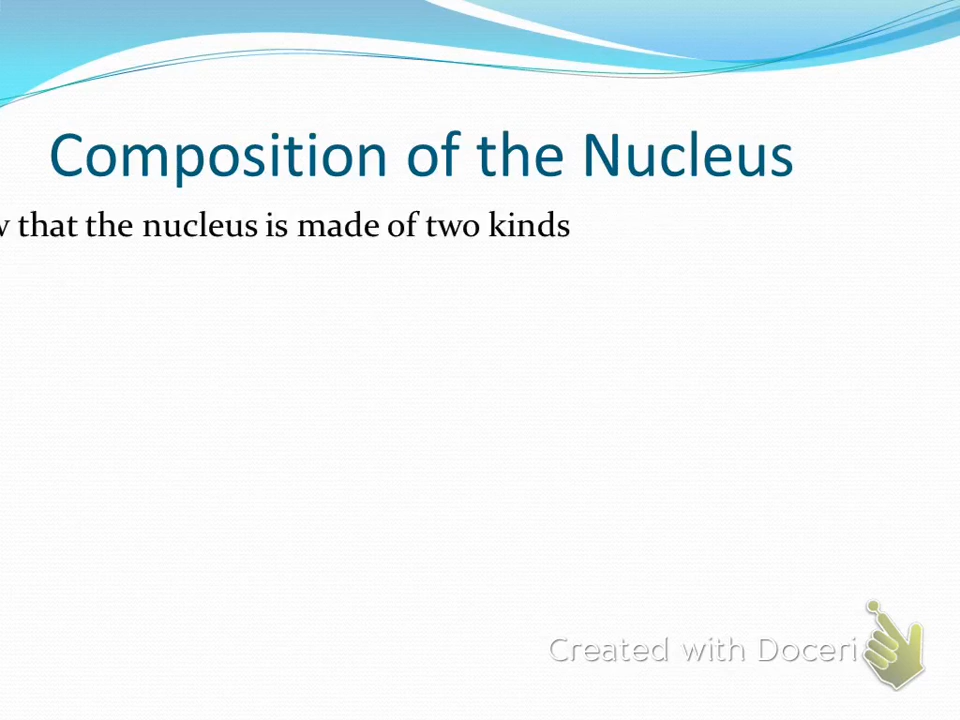 Composition of the Nucleus
that the nucleus is made of two kinds
Created with Doceri